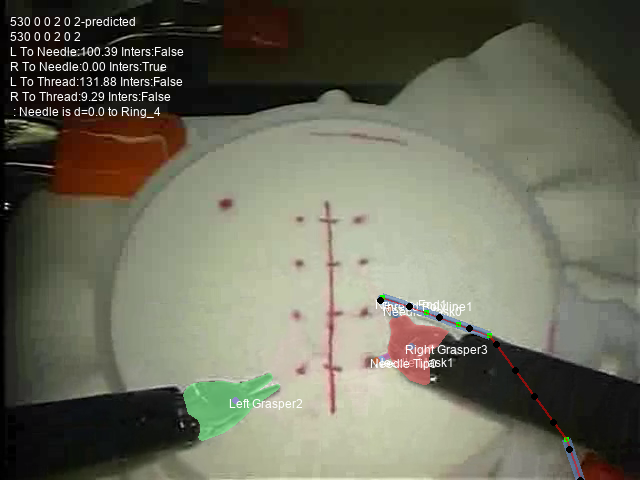 530 0 0 2 0 2-predicted
530 0 0 2 0 2
L To Needle:100.39 Inters:False
R To Needle:0.00 Inters:True
L To Thread:131.88 Inters:False
R To Thread:9.29 Inters:False
: Needle is d=0.0 to Ring_4
Right Grasper3
Needle Tip
Left Grasper2